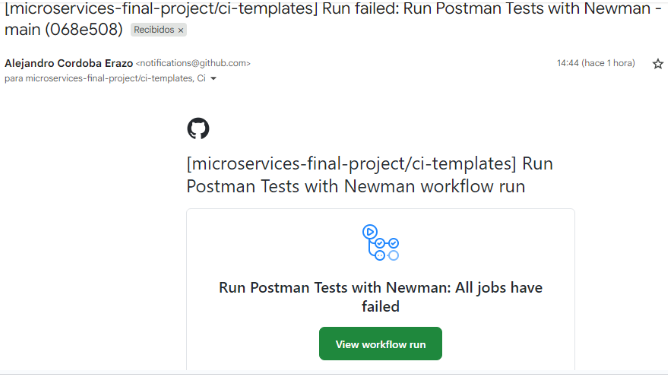 [microservices-final-project/ci-templates] Run failed: Run Postman Tests with Newman -
main (068e508) Recibidos ×
Alejandro Cordoba Erazo <notifications@github.com> 14:44 (hace 1 hora)
para microservices-final-project/ci-templates, Ci
[microservices-final-project/ci-templates] Run
Postman Tests with Newman workflow run
Run Postman Tests with Newman: All jobs have
failed
View workflow run